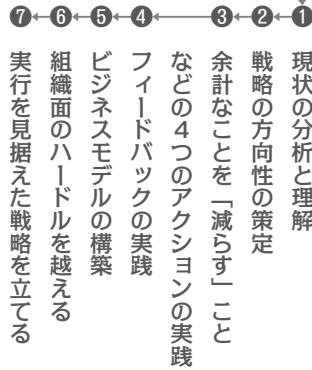 ❶現状の分析と理解
❷戦略の方向性の策定
❸余計なことを「減らす」こと
などの4つのアクションの実践
❹フィードバックの実践
❺ビジネスモデルの構築
❻組織面のハードルを越える
❼実行を見据えた戦略を立てる